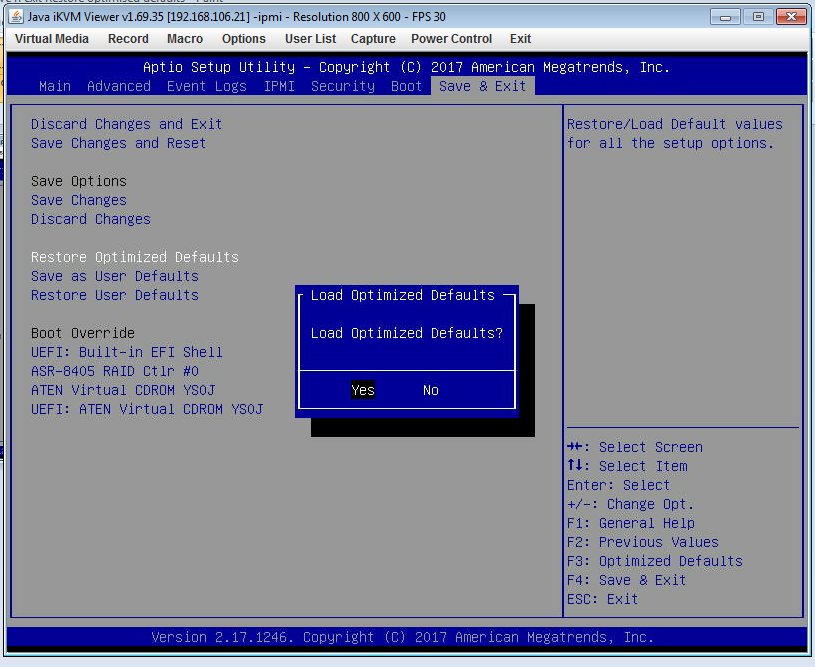 Java iKVM Viewer v1.69.35 [192.168.106.21] -ipmi - Resolution 800 X 600 - FPS 30
Virtual Media Record Macro Options User List Capture Power Control Exit
Aptio Setup Utility - Copyright (C) 2017 American Megatrends, Inc.
Main Advanced Event Logs IPMI Security Boot Save & Exit
Discard Changes and Exit
Save Changes and Reset
Save Options
Save Changes
Discard Changes
Restore Optimized Defaults
Save as User Defaults
Restore User Defaults
Boot Override
UEFI: Built-in EFI Shell
ASR-8405 RAID Ctlr #0
ATEN Virtual CDROM YS0J
UEFI: ATEN Virtual CDROM YS0J
Load Optimized Defaults
Load Optimized Defaults?
Yes No
Restore/Load Default values
for all the setup options.
→←: Select Screen
↑↓: Select Item
Enter: Select
+/-: Change Opt.
F1: General Help
F2: Previous Values
F3: Optimized Defaults
F4: Save & Exit
ESC: Exit
Version 2.17.1246. Copyright (C) 2017 American Megatrends, Inc.